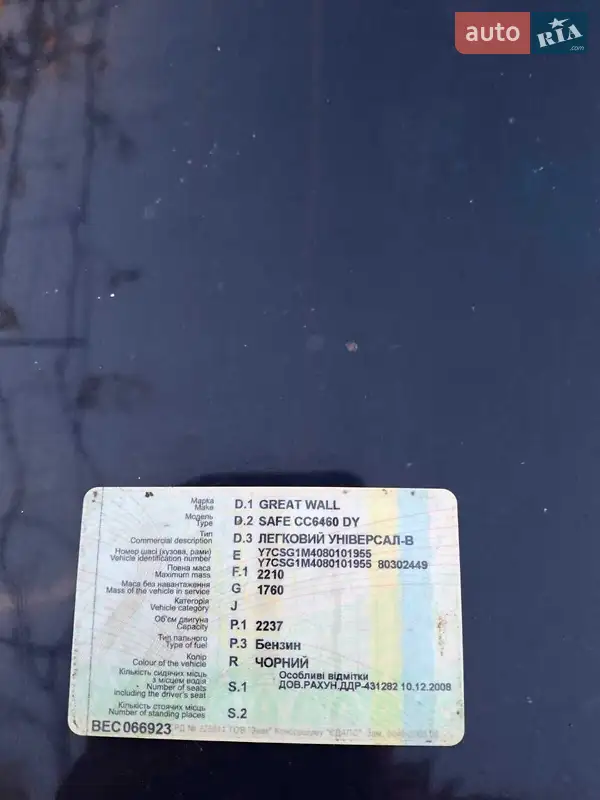 auto RIA .com
Марка
Make D.1 GREAT WALL
Модель
Type D.2 SAFE CC6460 DY
Тип
Commercial description D.3 ЛЕГКОВИЙ УНІВЕРСАЛ-В
Номер шасі (кузова, рами) E Y7CSG1M4080101955
Vehicle identification number Y7CSG1M4080101955 80302449
Повна маса
Maximum mass F.1 2210
Маса без навантаження
Mass of the vehicle in service G 1760
Категорія
Vehicle category J
Об'єм двигуна
Capacity P.1 2237
Тип пального
Type of fuel P.3 Бензин
Колір
Colour of the vehicle R ЧОРНИЙ
Кількість сидячих місць
з місцем водія
Number of seats
including the driver's seat S.1
Особливі відмітки
ДОВ.РАХУН.ДДР-431282 10.12.2008
Кількість стоячих місць
Number of standing places S.2
ВЕС 066923